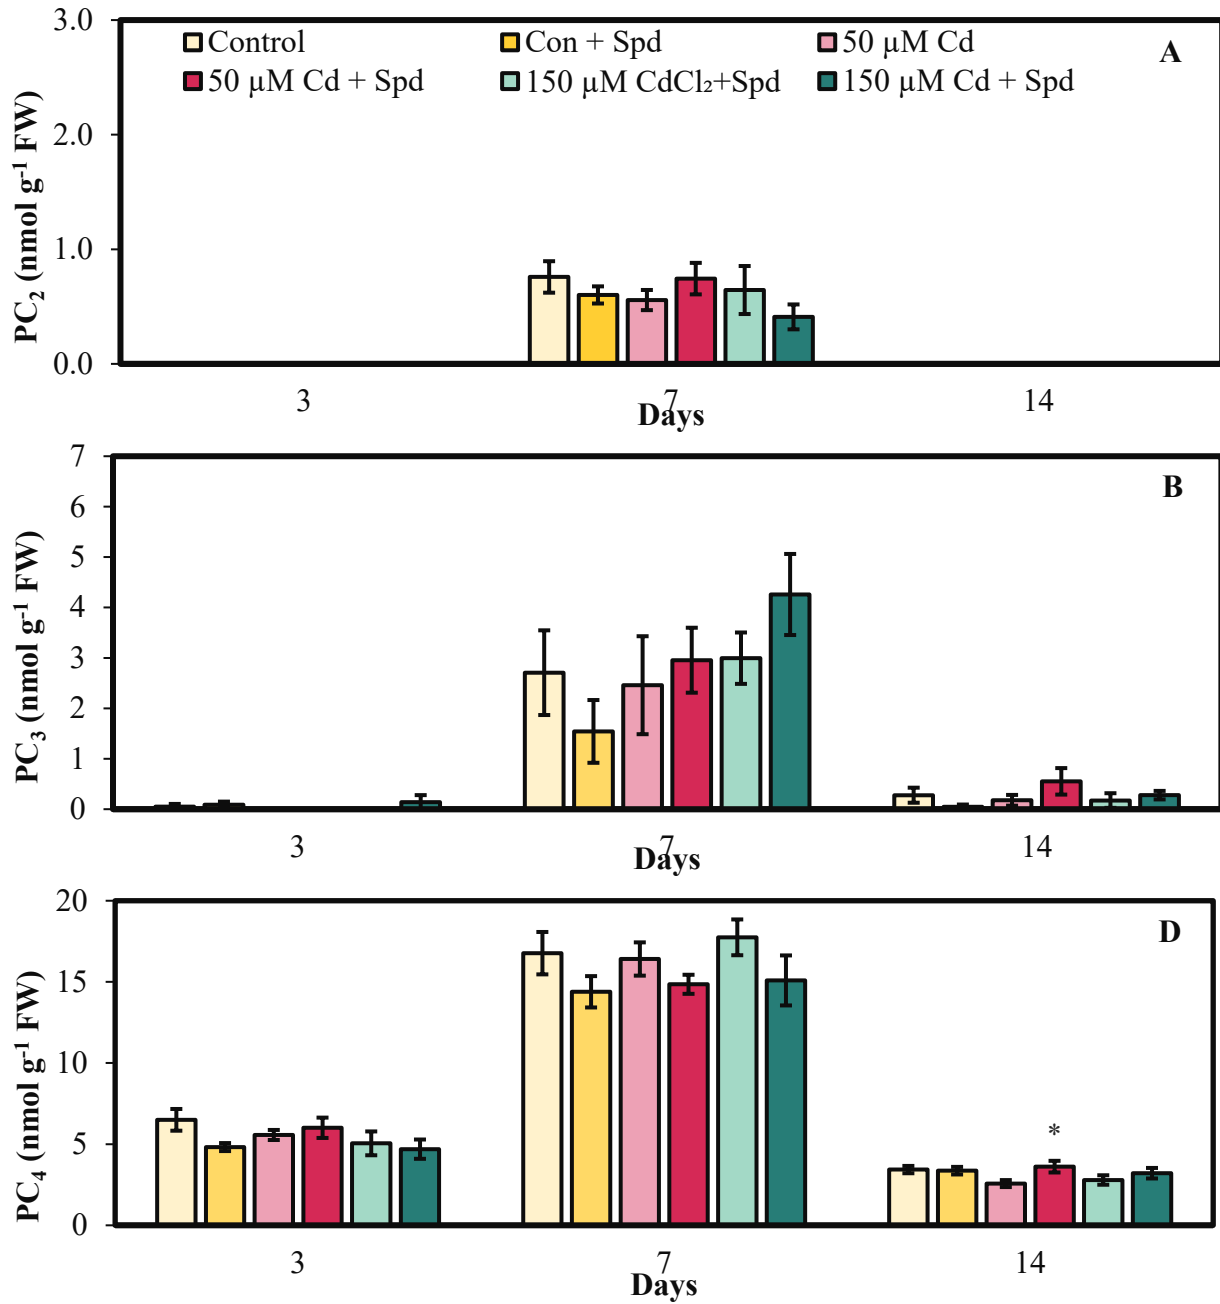 3.0
A
Control
Con + Spd
50 µM Cd
50 µM Cd + Spd
150 µM CdCl₂+Spd
150 µM Cd + Spd
2.0
1.0
0.0
PC₂ (nmol g⁻¹ FW)
3
7
14
Days
7
B
6
5
4
3
2
1
0
PC₃ (nmol g⁻¹ FW)
3
7
14
Days
20
D
15
10
5
0
PC₄ (nmol g⁻¹ FW)
*
3
7
14
Days